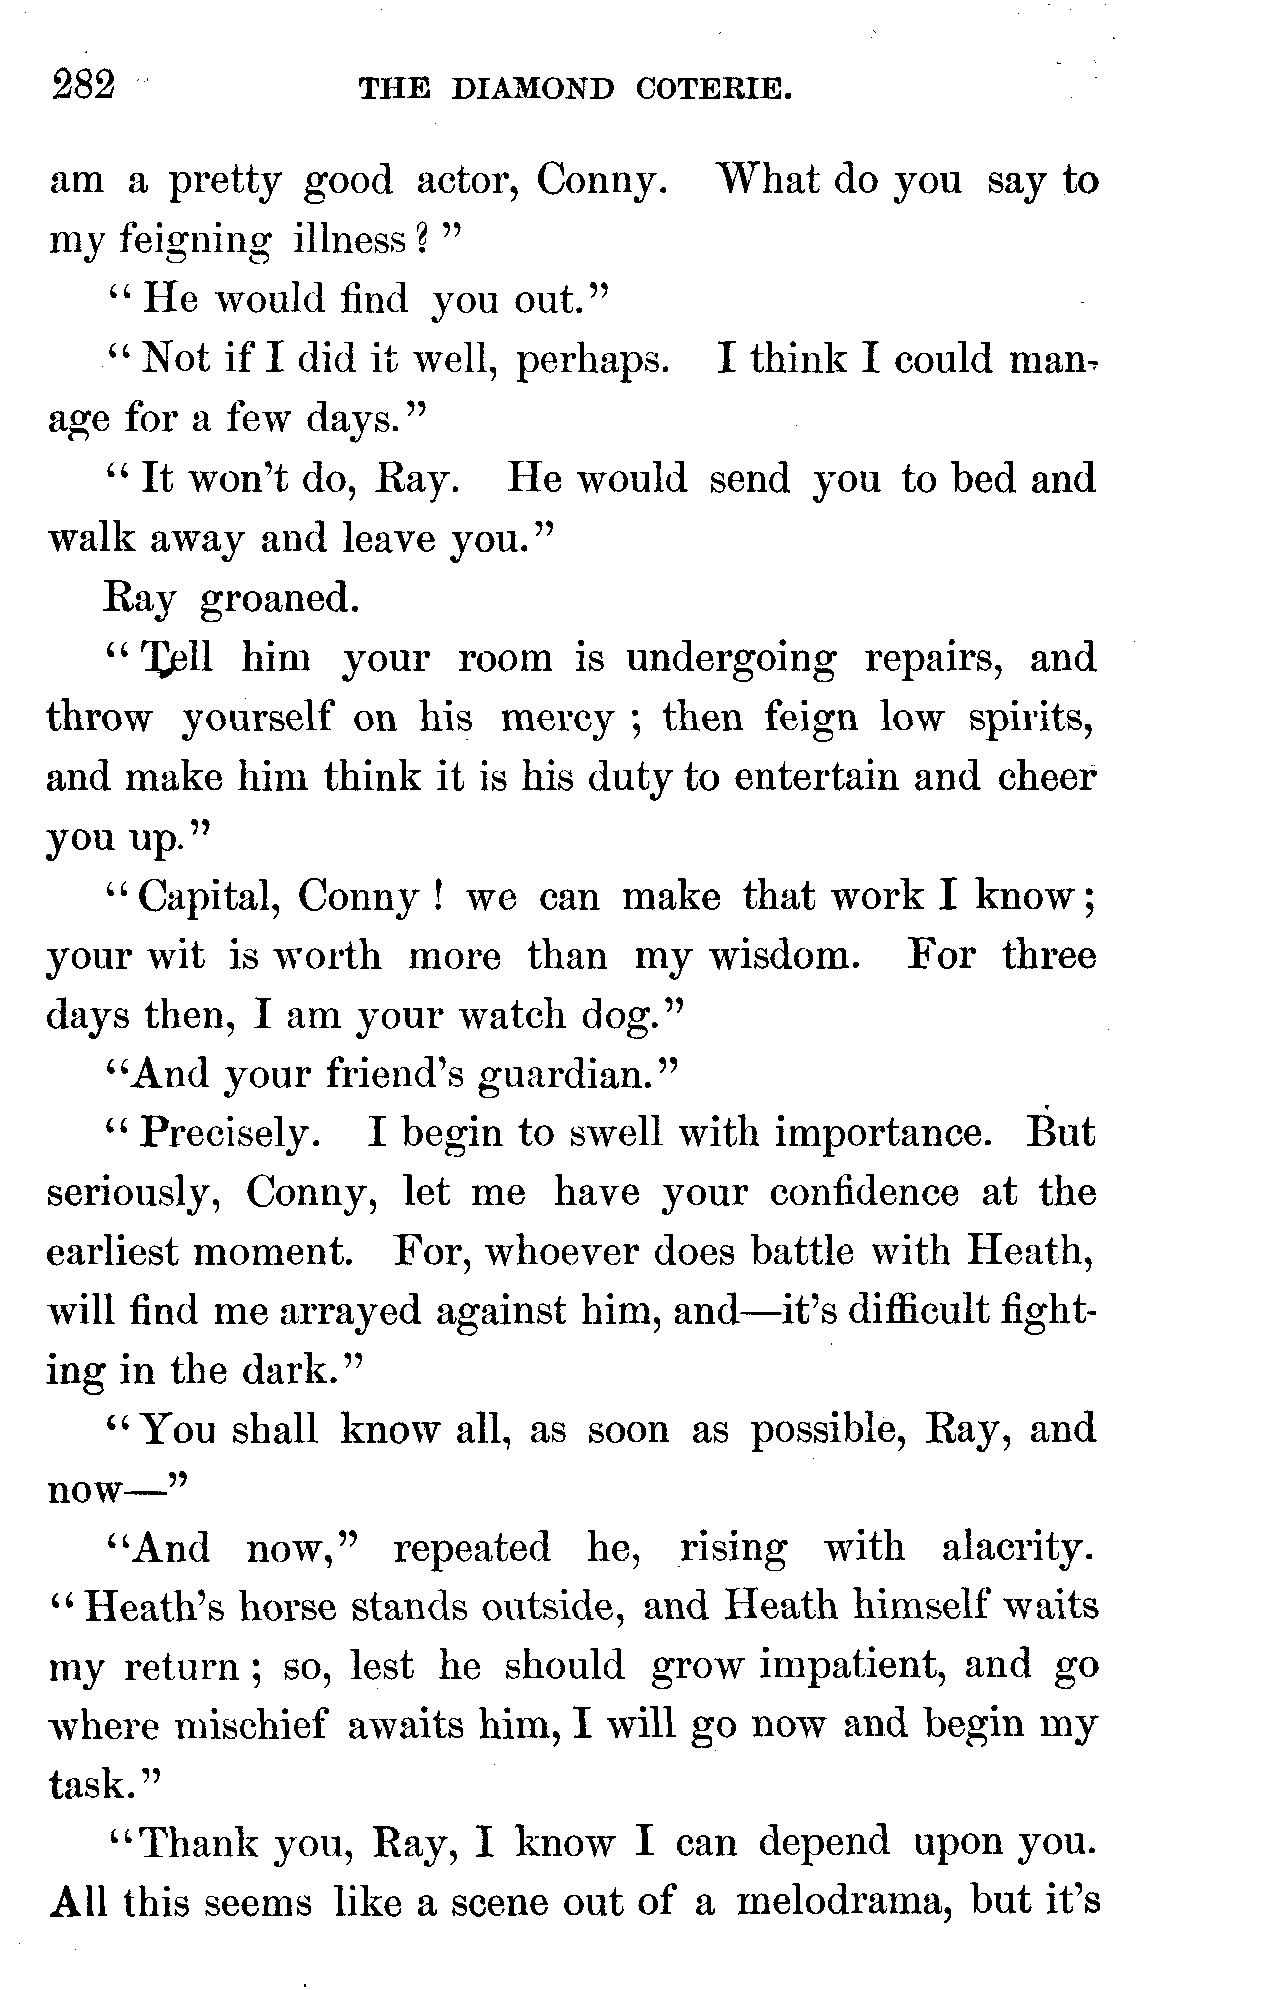 282 THE DIAMOND COTERIE.
am a pretty good actor, Conny. What do you say to
my feigning illness ? "
" He would find you out."
" Not if I did it well, perhaps. I think I could man-
age for a few days."
" It won't do, Ray. He would send you to bed and
walk away and leave you."
Ray groaned.
" Tell him your room is undergoing repairs, and
throw yourself on his mercy ; then feign low spirits,
and make him think it is his duty to entertain and cheer
you up."
" Capital, Conny ! we can make that work I know ;
your wit is worth more than my wisdom. For three
days then, I am your watch dog."
"And your friend's guardian."
" Precisely. I begin to swell with importance. But
seriously, Conny, let me have your confidence at the
earliest moment. For, whoever does battle with Heath,
will find me arrayed against him, and—it's difficult fight-
ing in the dark."
" You shall know all, as soon as possible, Ray, and
now—"
"And now," repeated he, rising with alacrity.
" Heath's horse stands outside, and Heath himself waits
my return ; so, lest he should grow impatient, and go
where mischief awaits him, I will go now and begin my
task."
"Thank you, Ray, I know I can depend upon you.
All this seems like a scene out of a melodrama, but it's